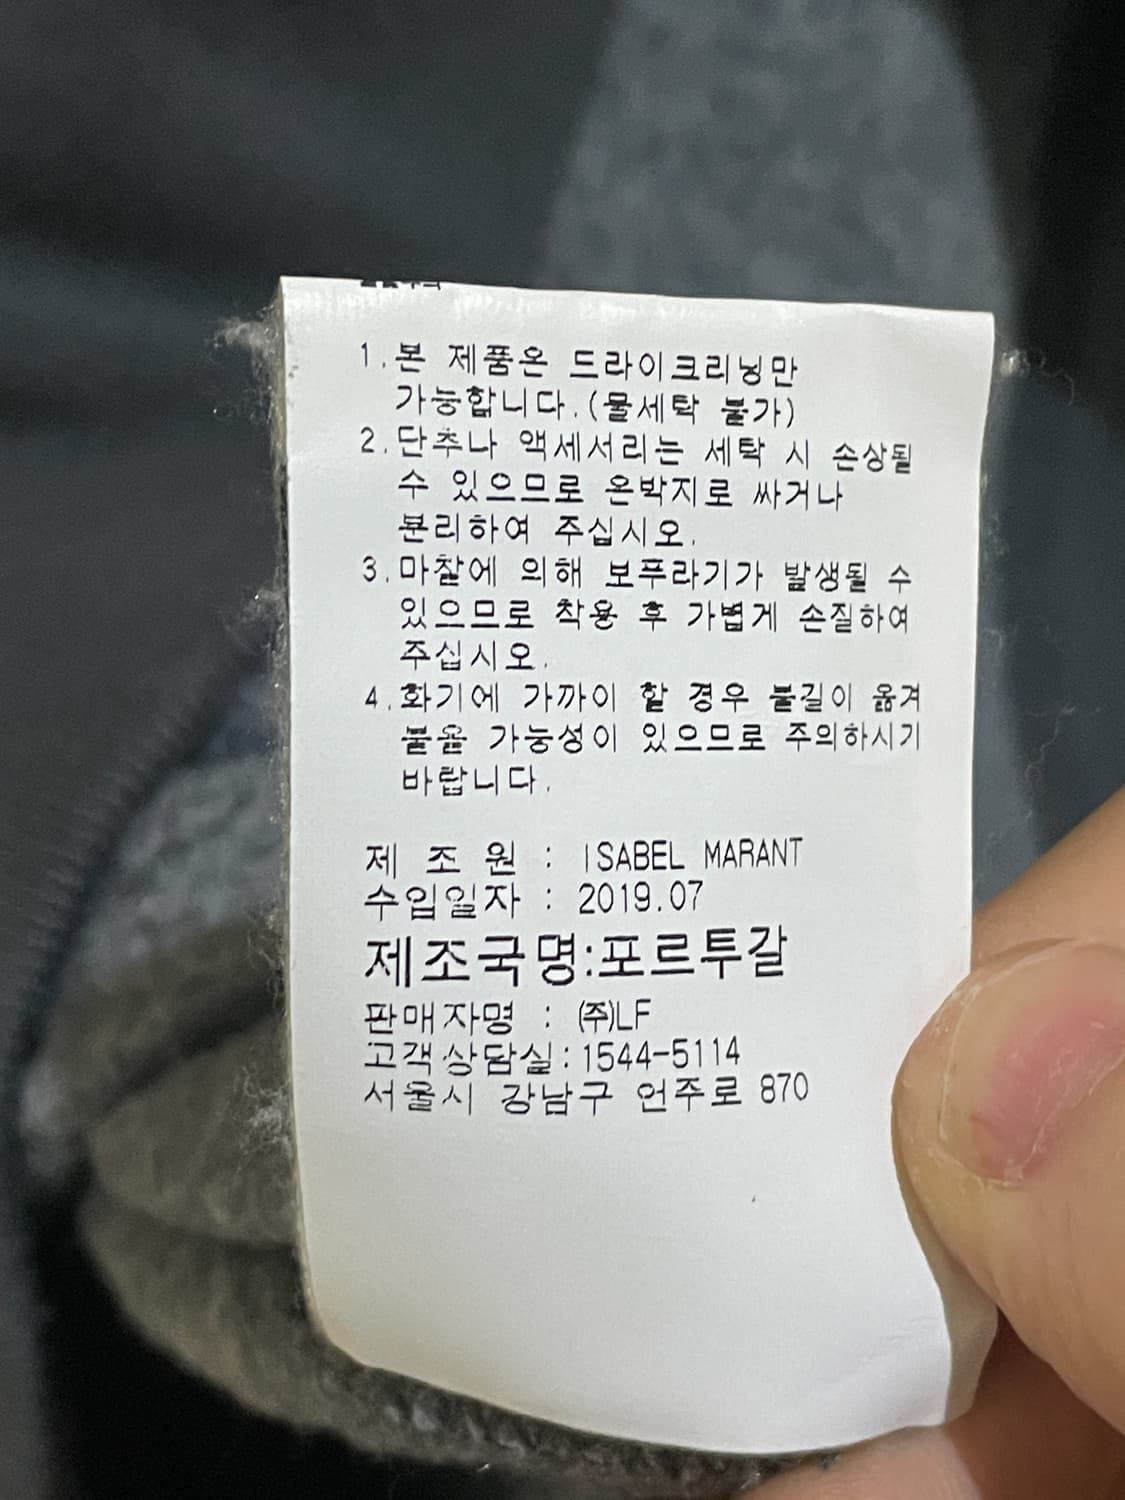 1.본 제품은 드라이크리닝만
가능합니다.(물세탁 불가)
2.단추나 액세서리는 세탁 시 손상될
수 있으므로 은박지로 싸거나
분리하여 주십시오.
3.마찰에 의해 보푸라기가 발생될 수
있으므로 착용 후 가볍게 손질하여
주십시오.
4.화기에 가까이 할 경우 불길이 옮겨
붙을 가능성이 있으므로 주의하시기
바랍니다.
제 조 원 : ISABEL MARANT
수입일자 : 2019.07
제조국명:포르투갈
판매자명 : (주)LF
고객상담실:1544-5114
서울시 강남구 언주로 870